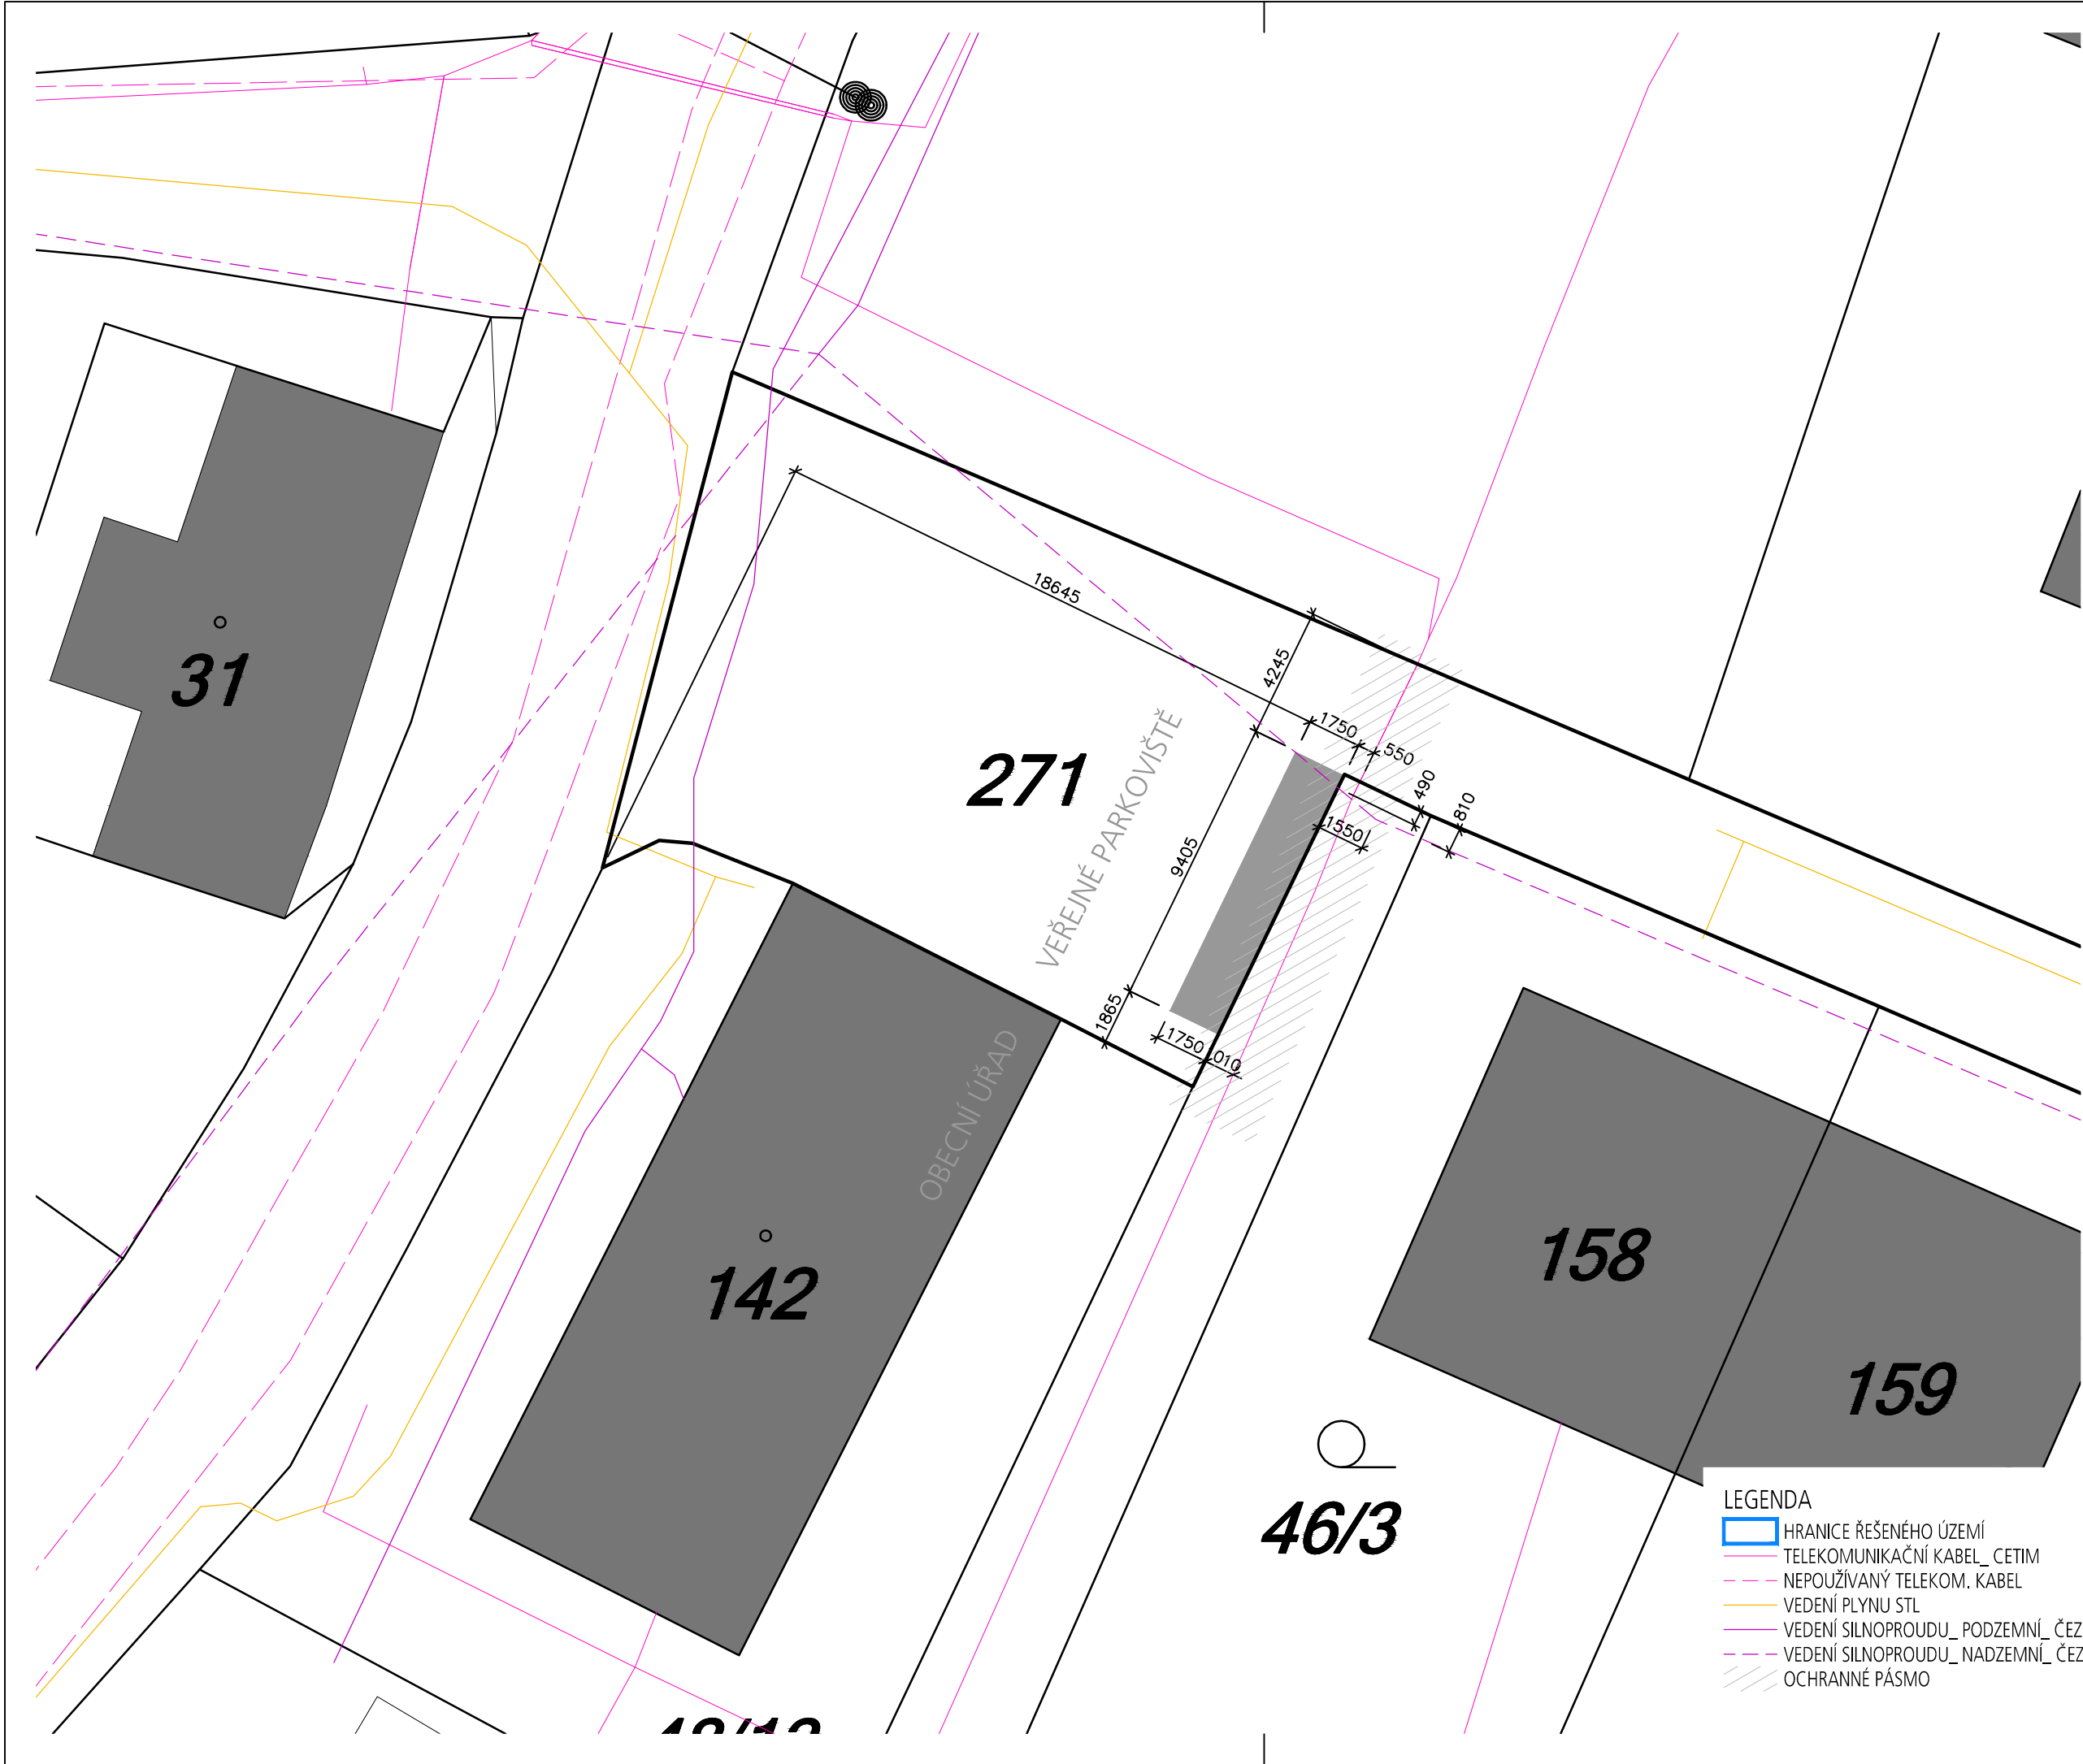 18645
4245
1750
550
490
810
1550
31
271
VEŘEJNÉ PARKOVIŠTĚ
9405
1865
1750
010
OBECNÍ ÚŘAD
142
158
159
46/3
LEGENDA
HRANICE ŘEŠENÉHO ÚZEMÍ
TELEKOMUNIKAČNÍ KABEL_ CETIM
NEPOUŽÍVANÝ TELEKOM. KABEL
VEDENÍ PLYNU STL
VEDENÍ SILNOPROUDU_ PODZEMNÍ_ ČEZ
VEDENÍ SILNOPROUDU_ NADZEMNÍ_ ČEZ
OCHRANNÉ PÁSMO